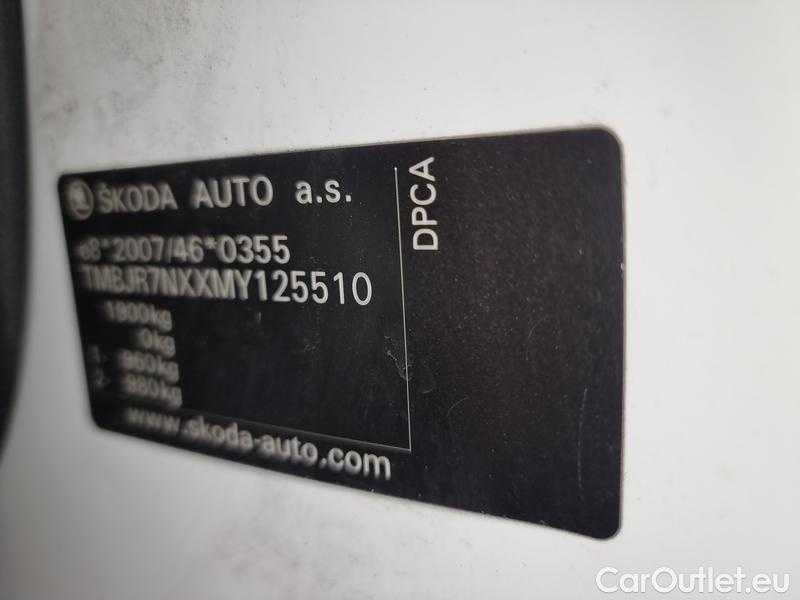 ŠKODA AUTO a.s.
e8*2007/46*0355
TMBJR7NXXMY125510
1900kg
0kg
1- 960kg
2- 980kg
www.skoda-auto.com
DPCA
CarOutlet.eu